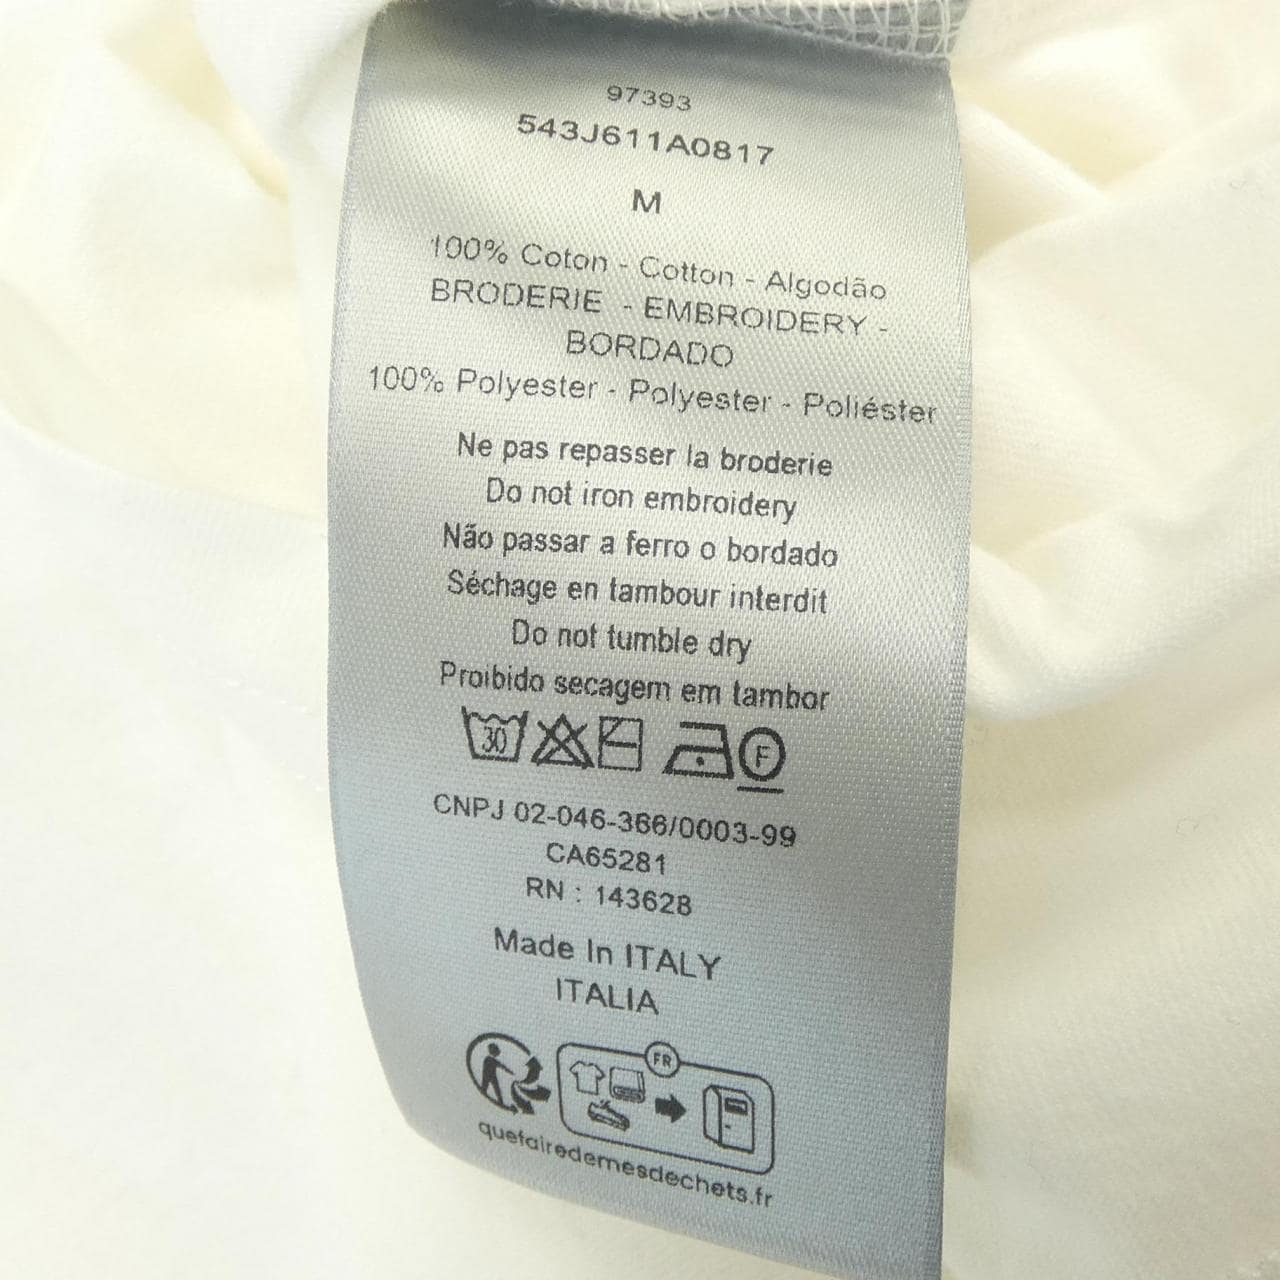 97393
543J611A0817
M
100% Coton - Cotton - Algodão
BRODERIE - EMBROIDERY -
BORDADO
100% Polyester - Polyester - Poliéster
Ne pas repasser la broderie
Do not iron embroidery
Não passar a ferro o bordado
Séchage en tambour interdit
Do not tumble dry
Proibido secagem em tambor
30 F
CNPJ 02-046-366/0003-99
CA65281
RN : 143628
Made In ITALY
ITALIA
FR
quefairedemesdechets.fr